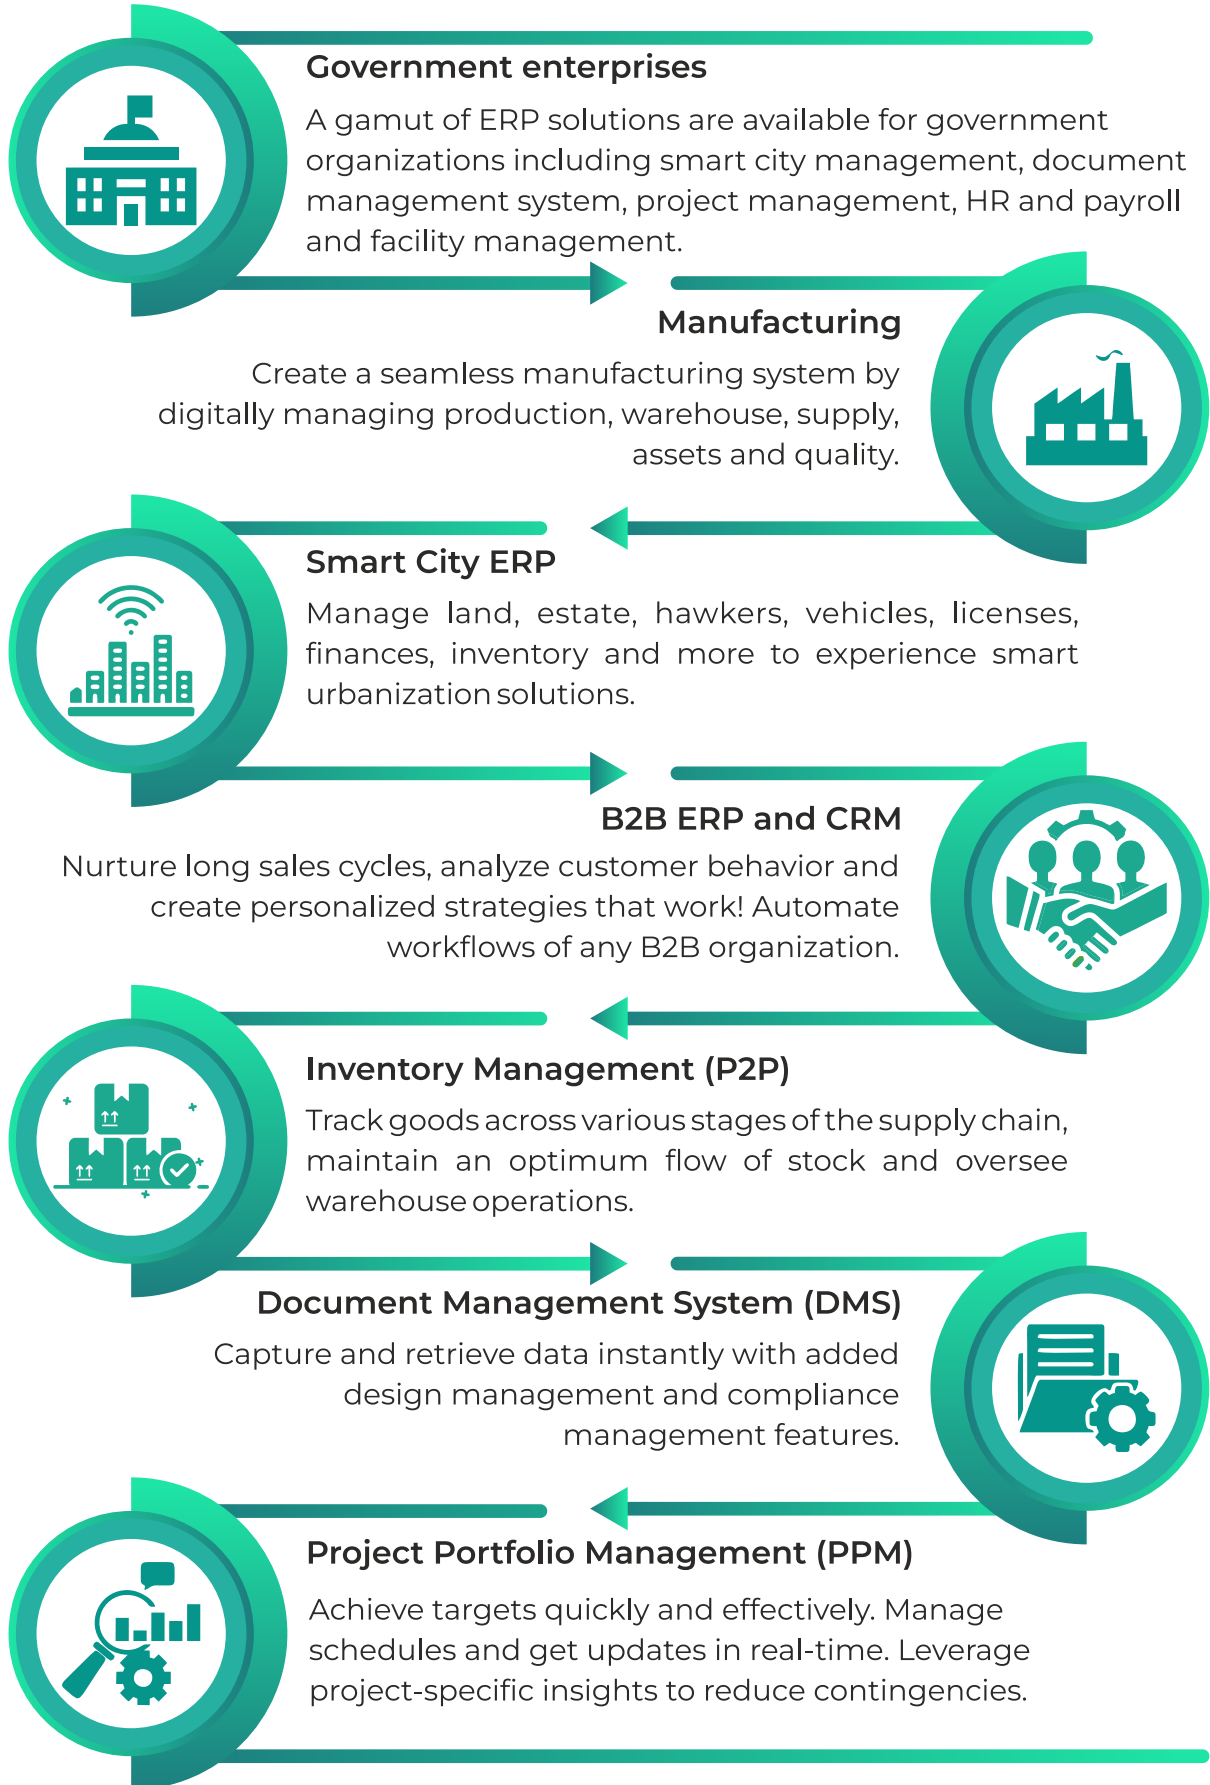 Government enterprises
A gamut of ERP solutions are available for government
organizations including smart city management, document
management system, project management, HR and payroll
and facility management.
Manufacturing
Create a seamless manufacturing system by
digitally managing production, warehouse, supply,
assets and quality.
Smart City ERP
Manage land, estate, hawkers, vehicles, licenses,
finances, inventory and more to experience smart
urbanization solutions.
B2B ERP and CRM
Nurture long sales cycles, analyze customer behavior and
create personalized strategies that work! Automate
workflows of any B2B organization.
Inventory Management (P2P)
Track goods across various stages of the supply chain,
maintain an optimum flow of stock and oversee
warehouse operations.
Document Management System (DMS)
Capture and retrieve data instantly with added
design management and compliance
management features.
Project Portfolio Management (PPM)
Achieve targets quickly and effectively. Manage
schedules and get updates in real-time. Leverage
project-specific insights to reduce contingencies.